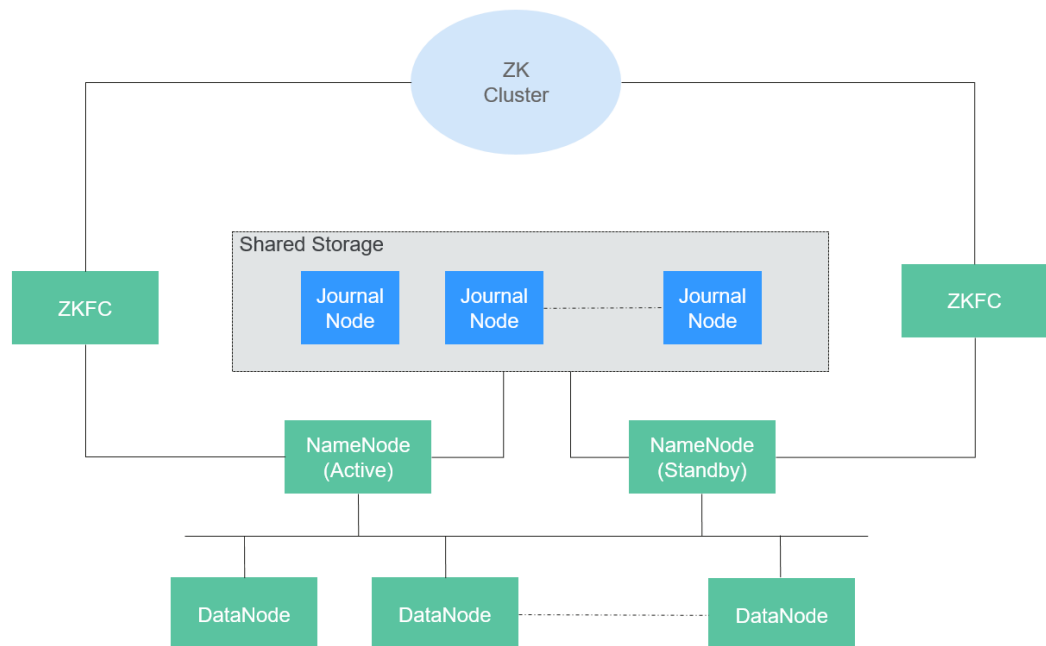 ZK
Cluster
Shared Storage
Journal
Node
Journal
Node
Journal
Node
ZKFC
ZKFC
NameNode
(Active)
NameNode
(Standby)
DataNode
DataNode
DataNode